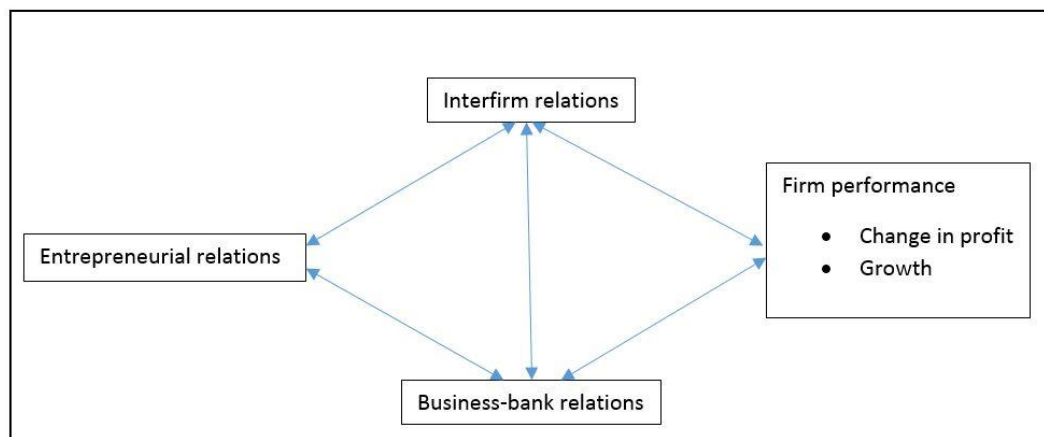 Interfirm relations
Firm performance
• Change in profit
• Growth
Entrepreneurial relations
Business-bank relations